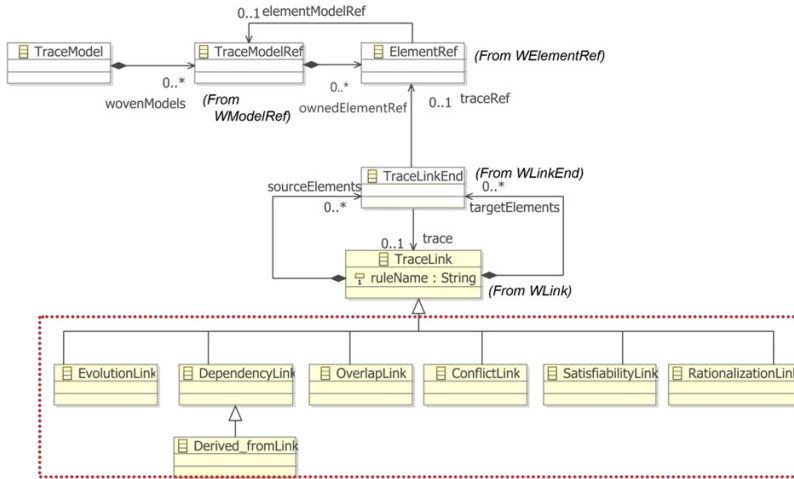 0..1 elementModelRef
TraceModel
TraceModelRef
ElementRef
(From WElementRef)
0..*
wovenModels
(From
WModelRef)
0..*
ownedElementRef
0..1
traceRef
TraceLinkEnd
(From WLinkEnd)
sourceElements
0..*
0..*
targetElements
0..1
trace
TraceLink
ruleName : String
(From WLink)
EvolutionLink
DependencyLink
OverlapLink
ConflictLink
SatisfiabilityLink
RationalizationLink
Derived_fromLink